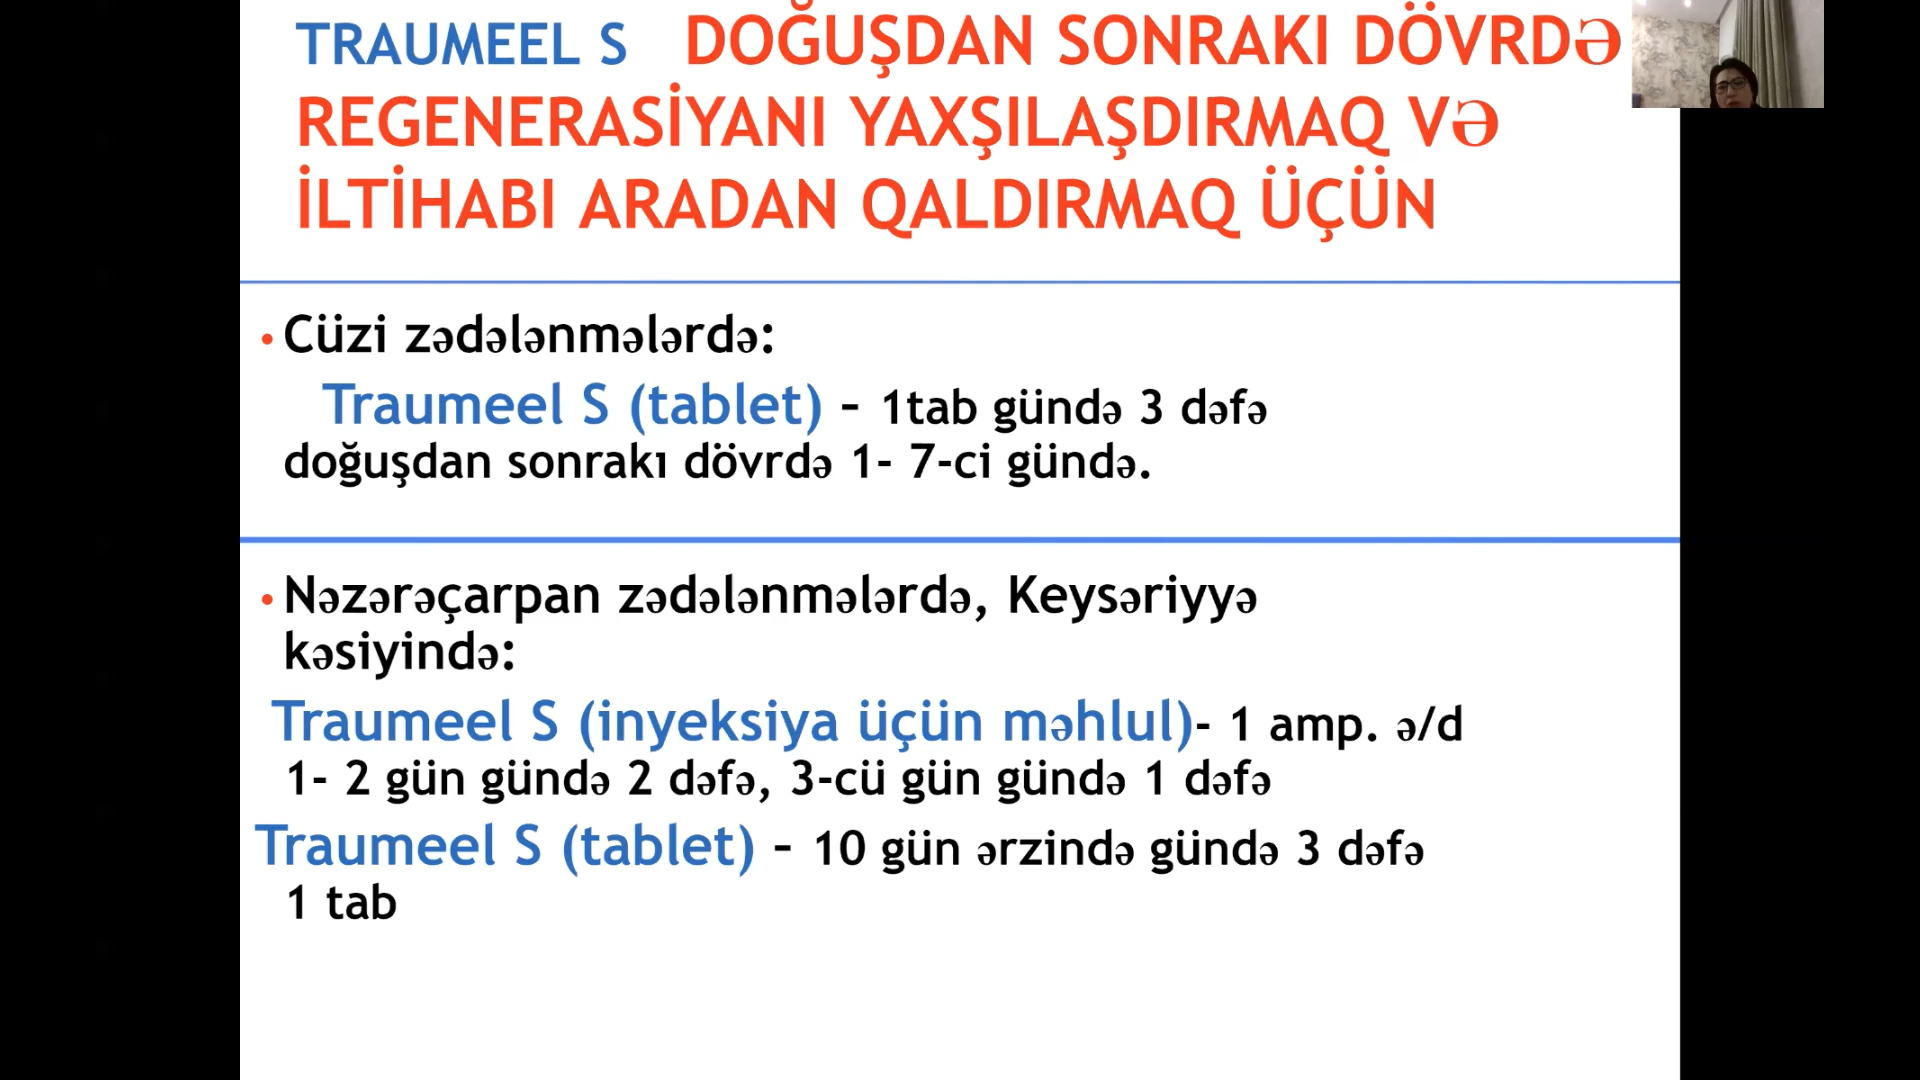 TRAUMEEL S DOĞUŞDAN SONRAKI DÖVRDƏ
REGENERASİYANI YAXŞILAŞDIRMAQ VƏ
İLTİHABI ARADAN QALDIRMAQ ÜÇÜN
• Cüzi zədələnmələrdə:
Traumeel S (tablet) – 1tab gündə 3 dəfə
doğuşdan sonrakı dövrdə 1- 7-ci gündə.
• Nəzərəçarpan zədələnmələrdə, Keysəriyyə
kəsiyində:
Traumeel S (inyeksiya üçün məhlul)- 1 amp. ə/d
1- 2 gün gündə 2 dəfə, 3-cü gün gündə 1 dəfə
Traumeel S (tablet) – 10 gün ərzində gündə 3 dəfə
1 tab